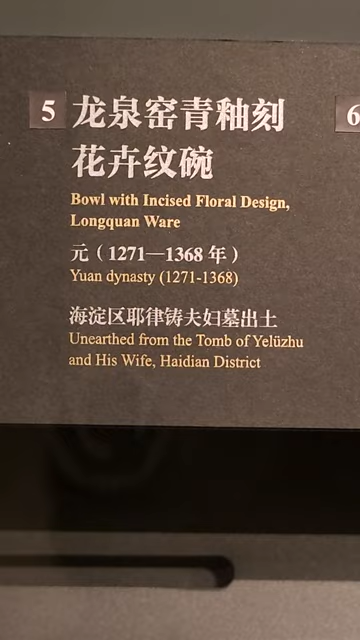 5
龙泉窑青釉刻
花卉纹碗
Bowl with Incised Floral Design,
Longquan Ware
元（1271—1368 年）
Yuan dynasty (1271-1368)
海淀区耶律铸夫妇墓出土
Unearthed from the Tomb of Yelüzhu
and His Wife, Haidian District
6